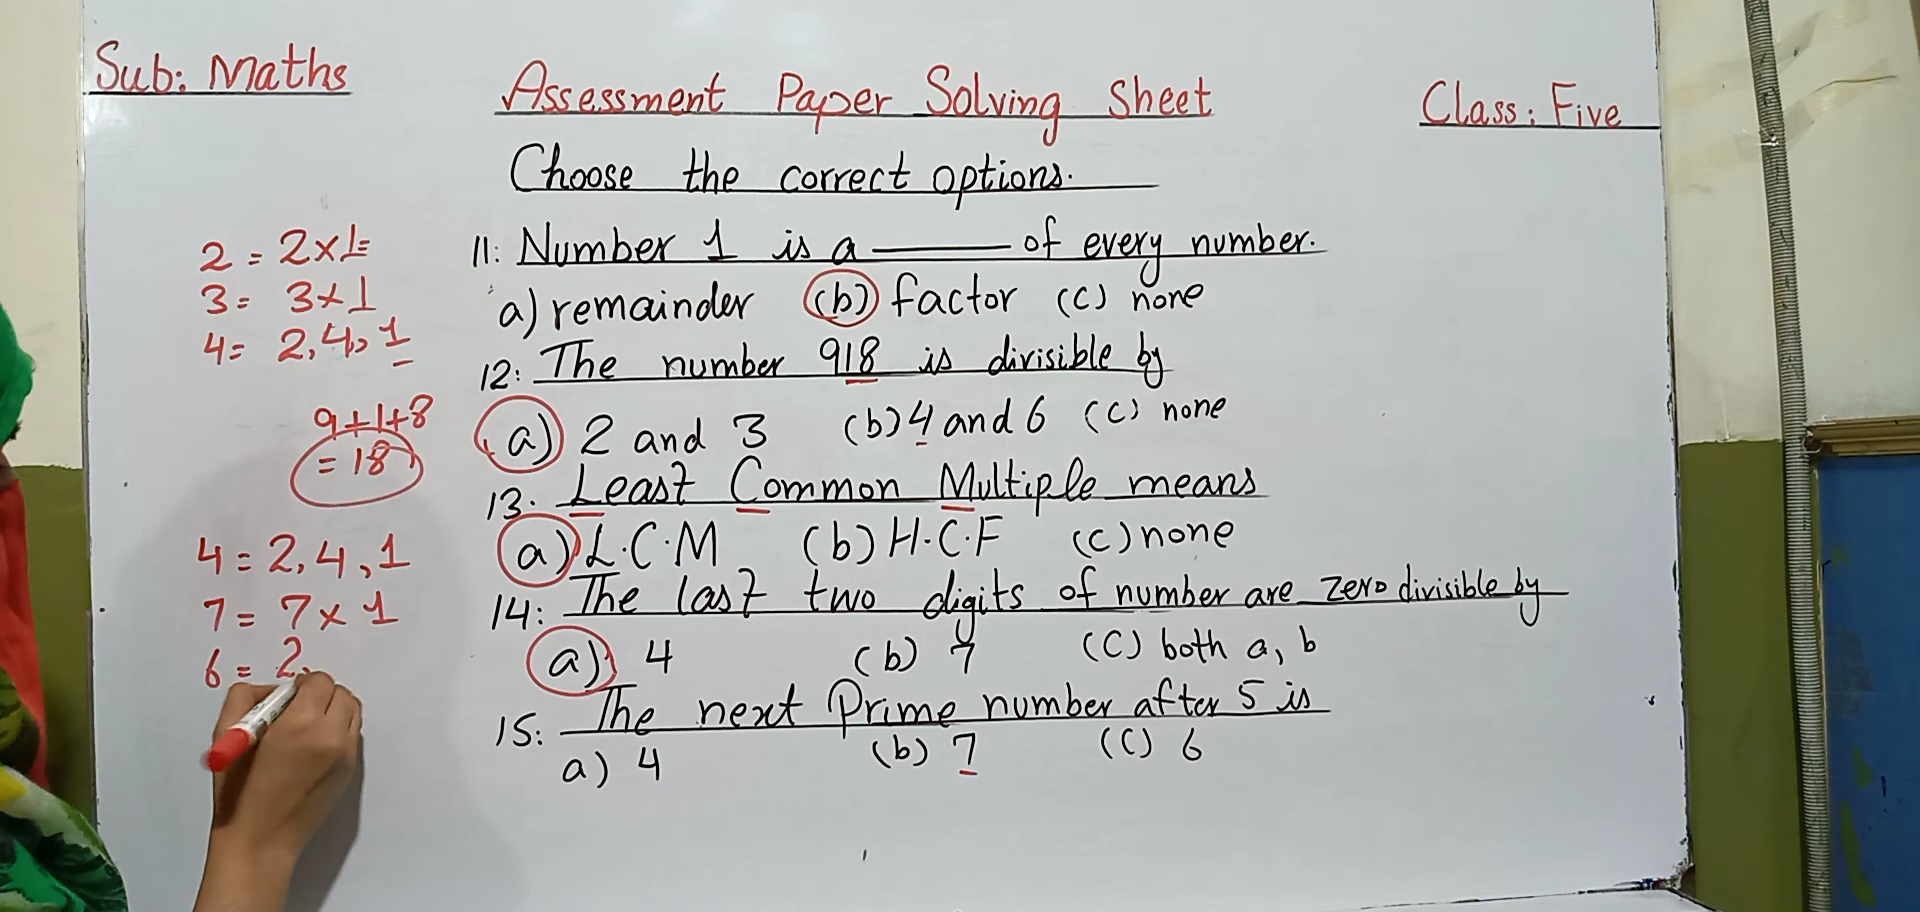 Sub: Maths
Assessment Paper Solving Sheet
Class: Five
Choose the correct options.
11: Number 1 is a ——— of every number.
a) remainder (b) factor (c) none
12: The number 918 is divisible by
a) 2 and 3 (b) 4 and 6 (c) none
13: Least Common Multiple means
a) L.C.M (b) H.C.F (c) none
14: The last two digits of number are zero divisible by
a) 4 (b) 7 (C) both a, b
15: The next Prime number after 5 is
a) 4 (b) 7 (C) 6
2 = 2×1=
3 = 3×1
4 = 2,4,1
9+1+8
= 18
4 = 2,4,1
7 = 7×1
6 = 2,